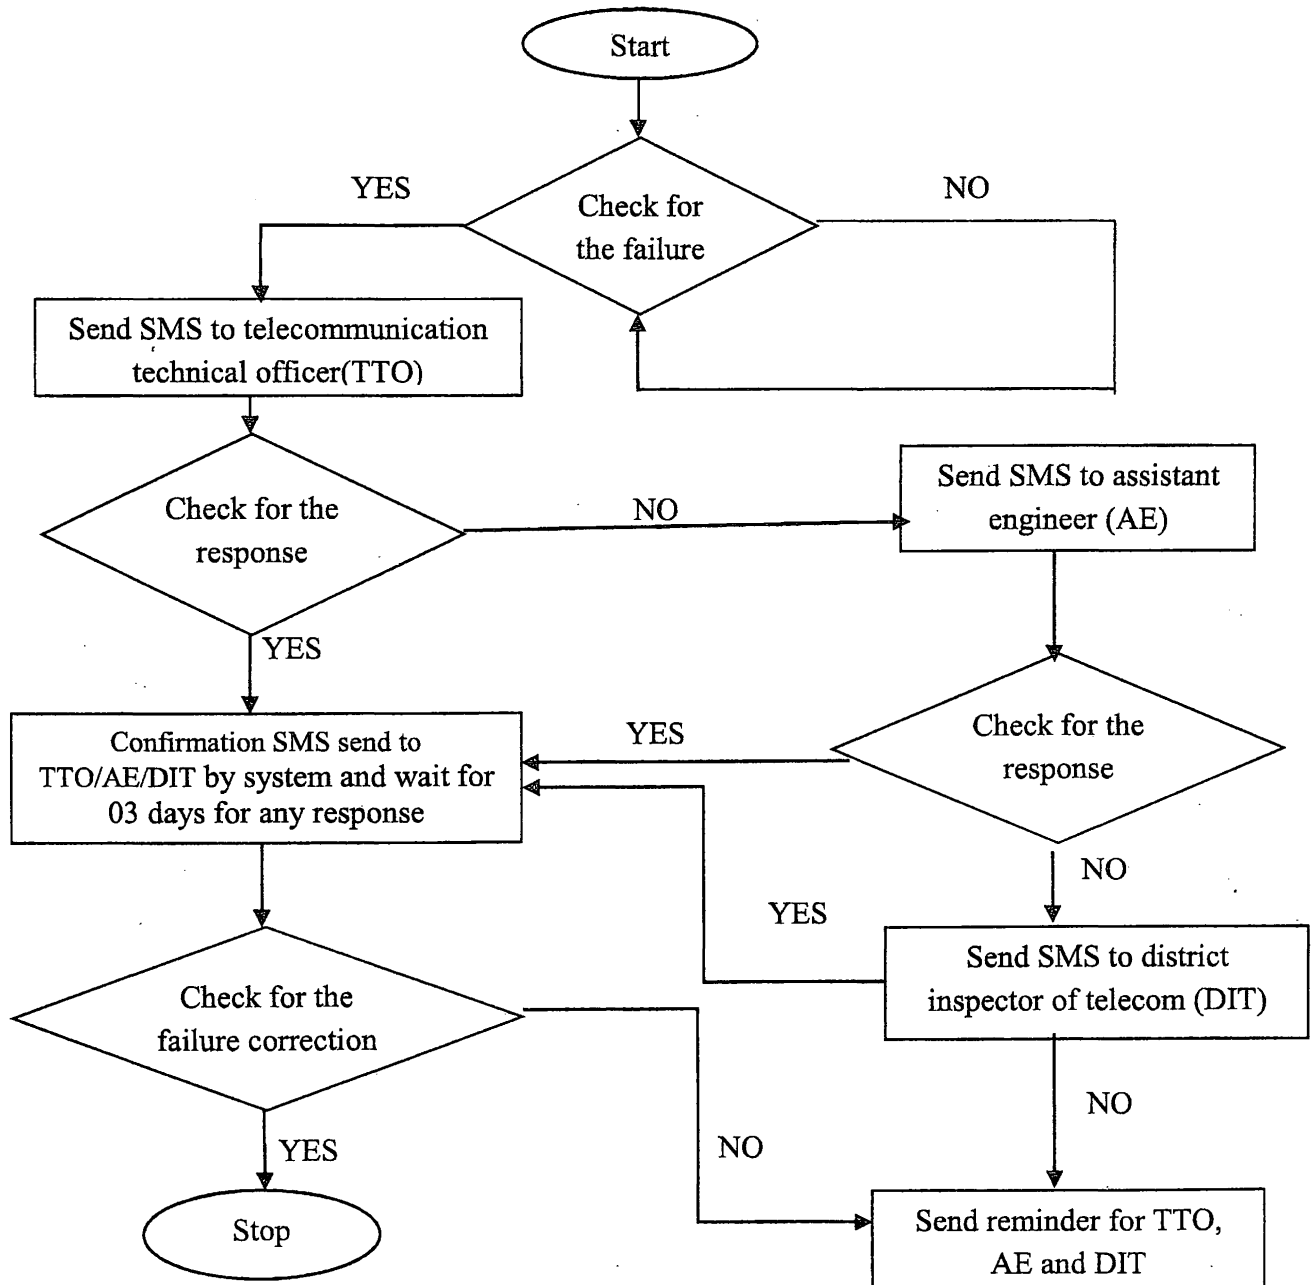 Start
YES
NO
Check for
the failure
Send SMS to telecommunication
technical officer(TTO)
Check for the
response
NO
Send SMS to assistant
engineer (AE)
YES
Confirmation SMS send to
TTO/AE/DIT by system and wait for
03 days for any response
YES
Check for the
response
NO
YES
Send SMS to district
inspector of telecom (DIT)
Check for the
failure correction
NO
YES
NO
Stop
Send reminder for TTO,
AE and DIT